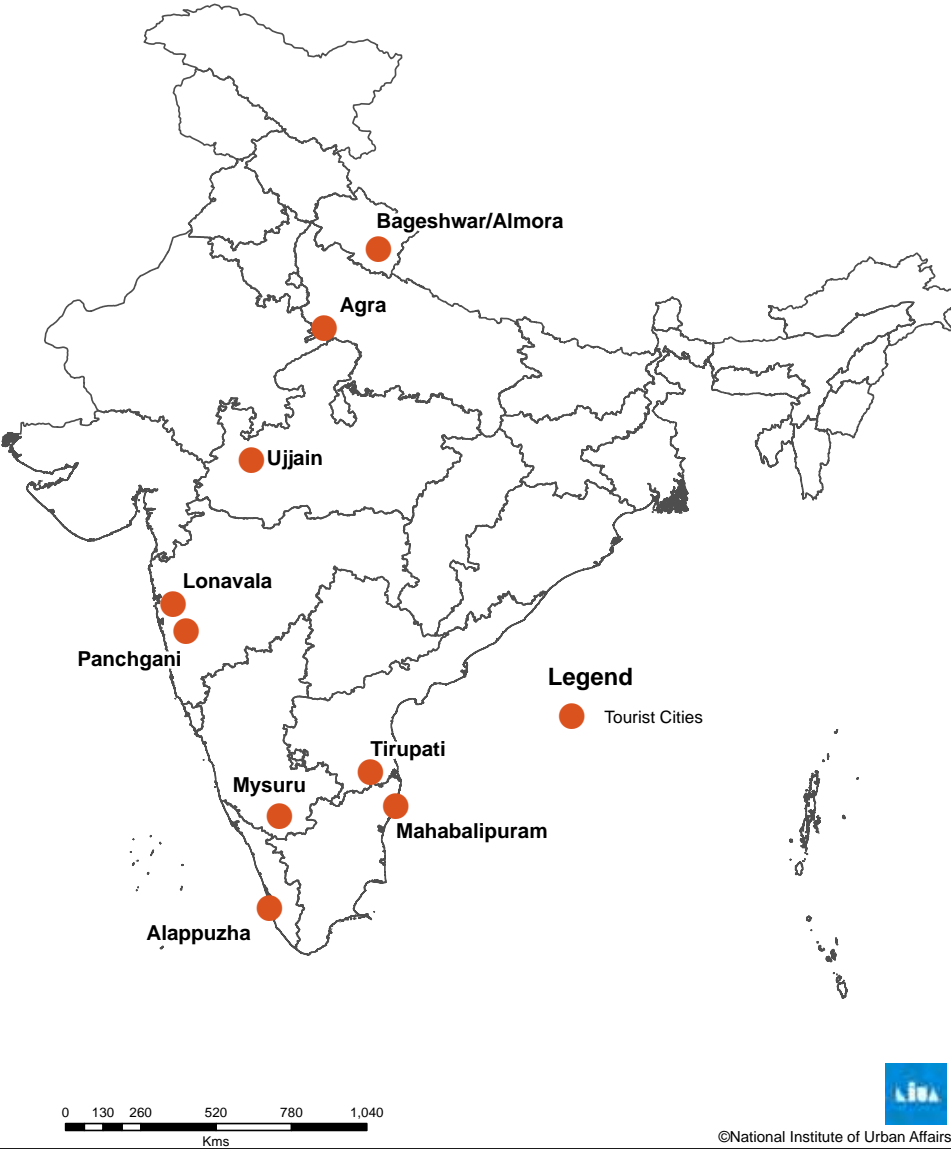 Bageshwar/Almora
Agra
Ujjain
Lonavala
Panchgani
Legend
Tourist Cities
Tirupati
Mysuru
Mahabalipuram
Alappuzha
0 130 260 520 780 1,040
Kms
©National Institute of Urban Affairs